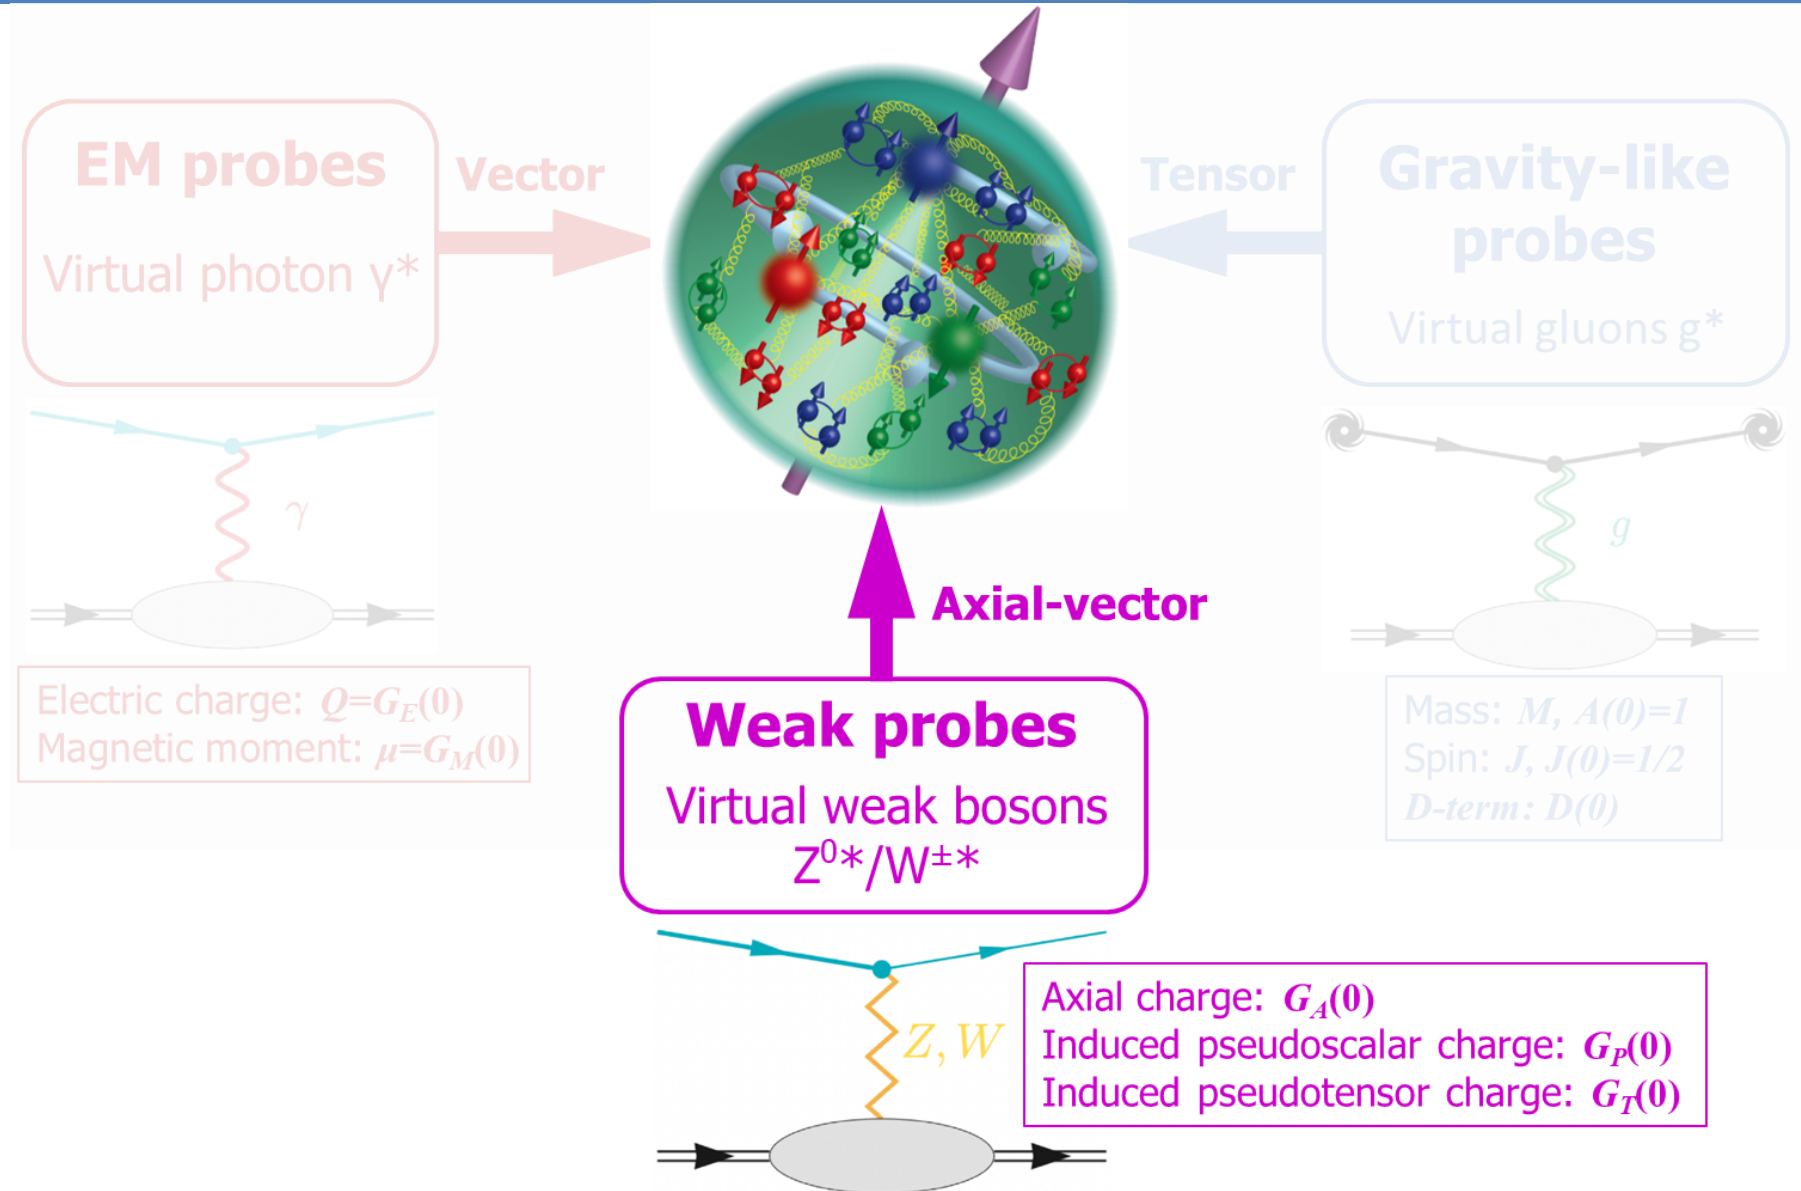 EM probes
Virtual photon γ*
Vector
Tensor
Gravity-like
probes
Virtual gluons g*
γ
g
Electric charge: Q=G_E(0)
Magnetic moment: μ=G_M(0)
Mass: M, A(0)=1
Spin: J, J(0)=1/2
D-term: D(0)
Axial-vector
Weak probes
Virtual weak bosons
Z⁰*/W±*
Z, W
Axial charge: G_A(0)
Induced pseudoscalar charge: G_P(0)
Induced pseudotensor charge: G_T(0)